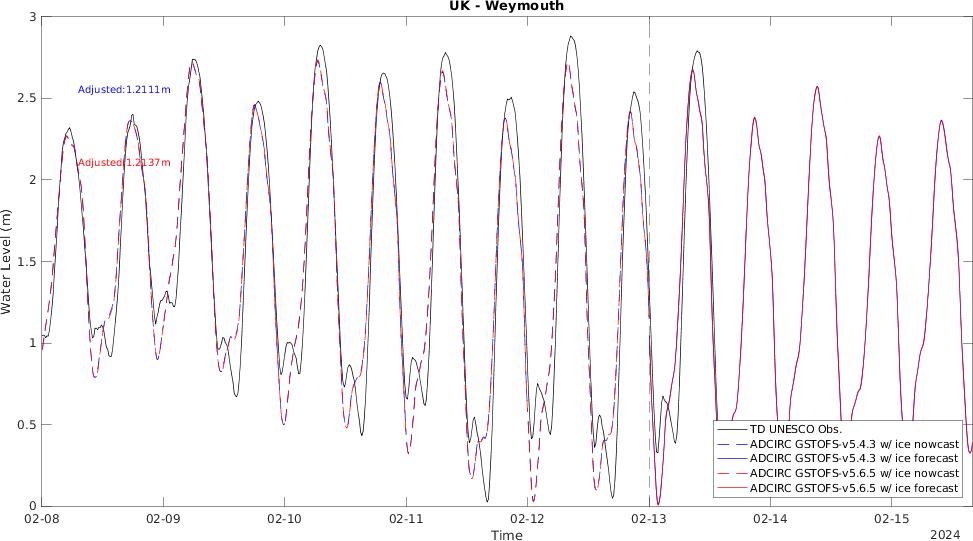 UK - Weymouth
3
2.5
2
1.5
1
0.5
0
Water Level (m)
Adjusted:1.2111m
Adjusted:1.2137m
TD UNESCO Obs.
ADCIRC GSTOFS-v5.4.3 w/ ice nowcast
ADCIRC GSTOFS-v5.4.3 w/ ice forecast
ADCIRC GSTOFS-v5.6.5 w/ ice nowcast
ADCIRC GSTOFS-v5.6.5 w/ ice forecast
02-08 02-09 02-10 02-11 02-12 02-13 02-14 02-15
Time
2024